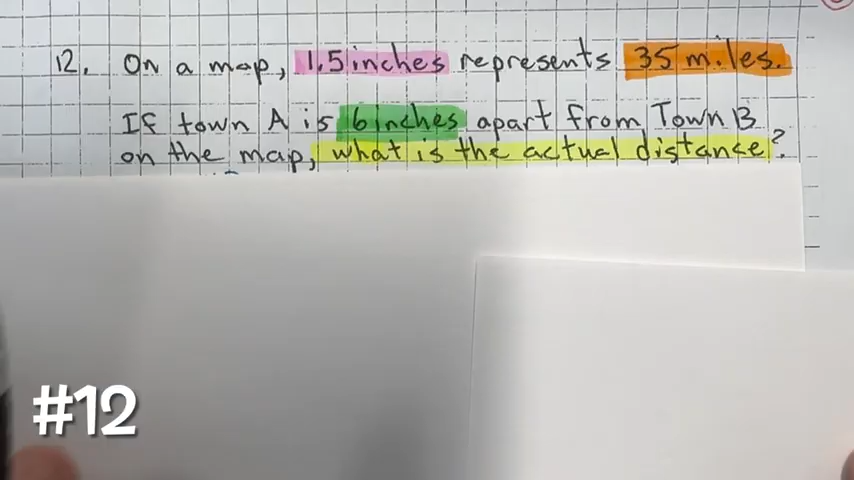 12. On a map, 1.5 inches represents 35 miles.
If town A is 6 inches apart from Town B
on the map, what is the actual distance?
#12